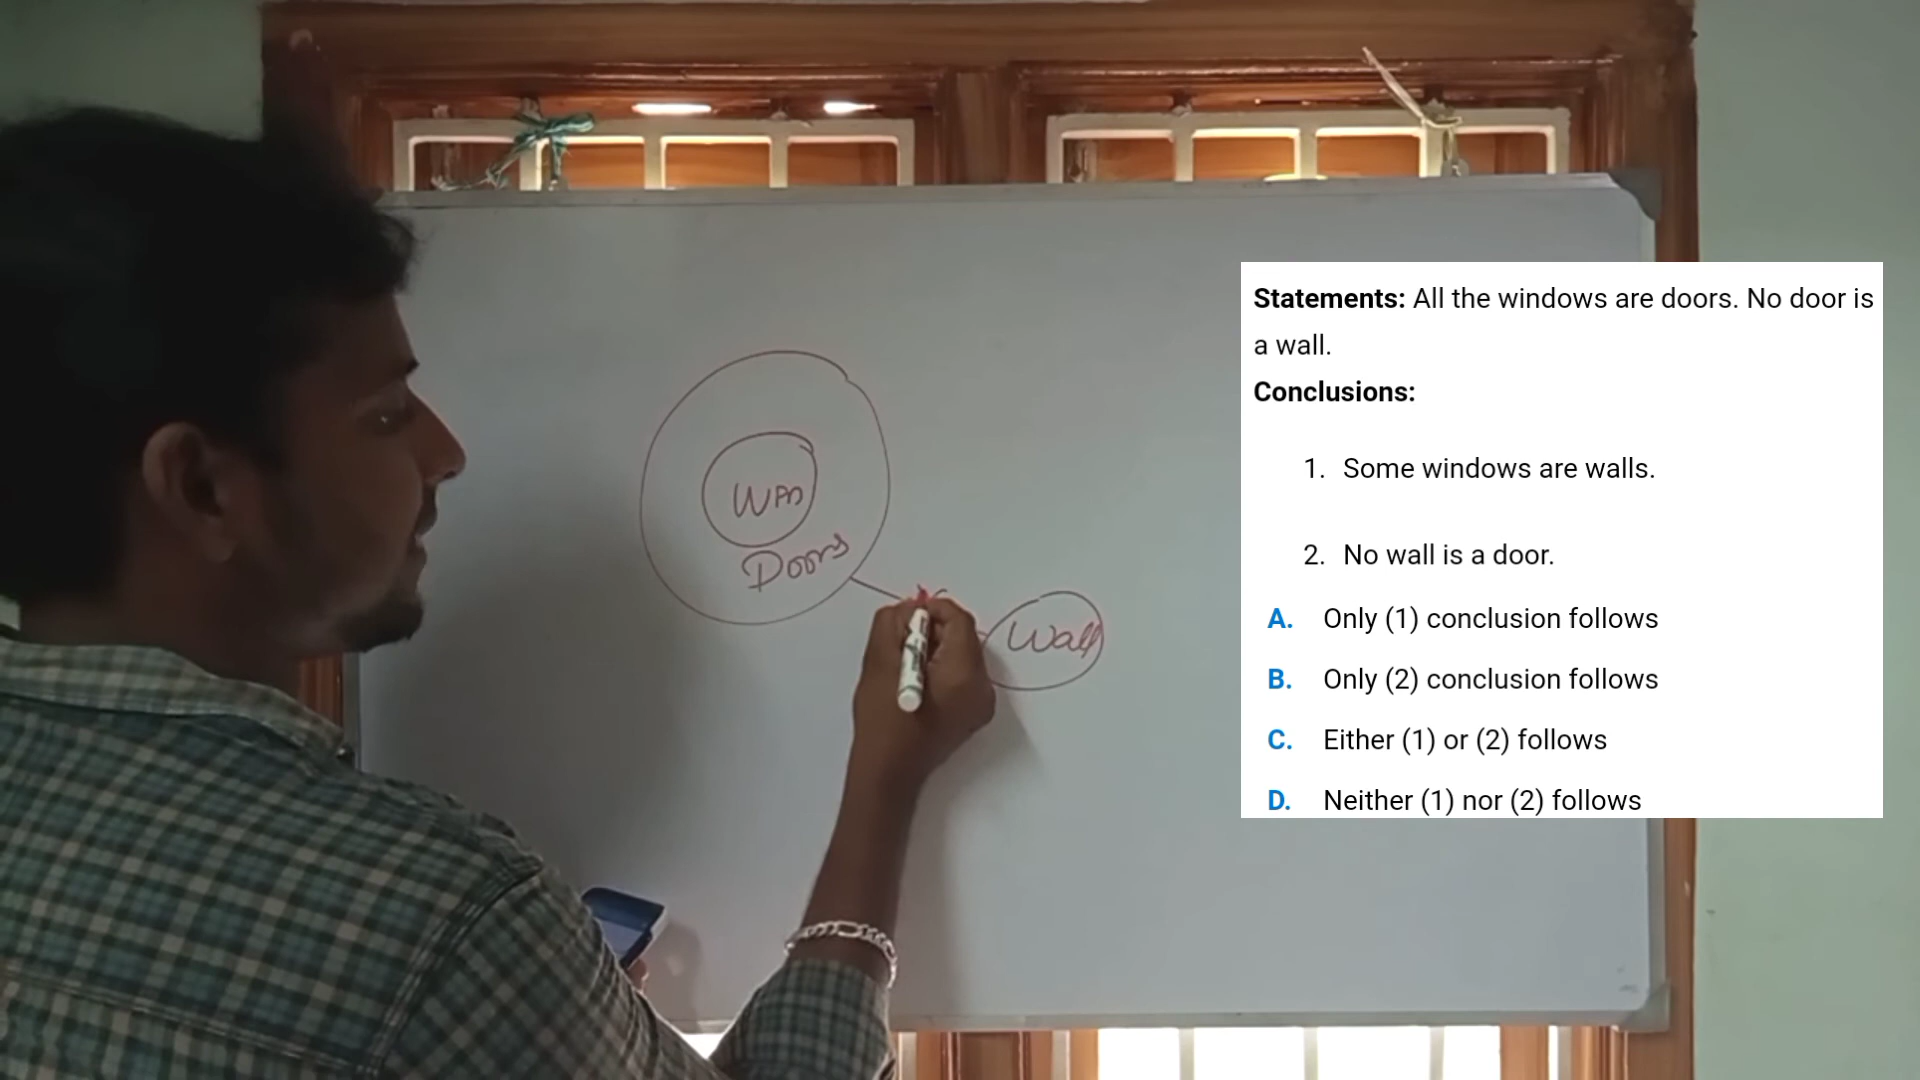 Doors
Wall
Statements: All the windows are doors. No door is
a wall.
Conclusions:
1. Some windows are walls.
2. No wall is a door.
A. Only (1) conclusion follows
B. Only (2) conclusion follows
C. Either (1) or (2) follows
D. Neither (1) nor (2) follows